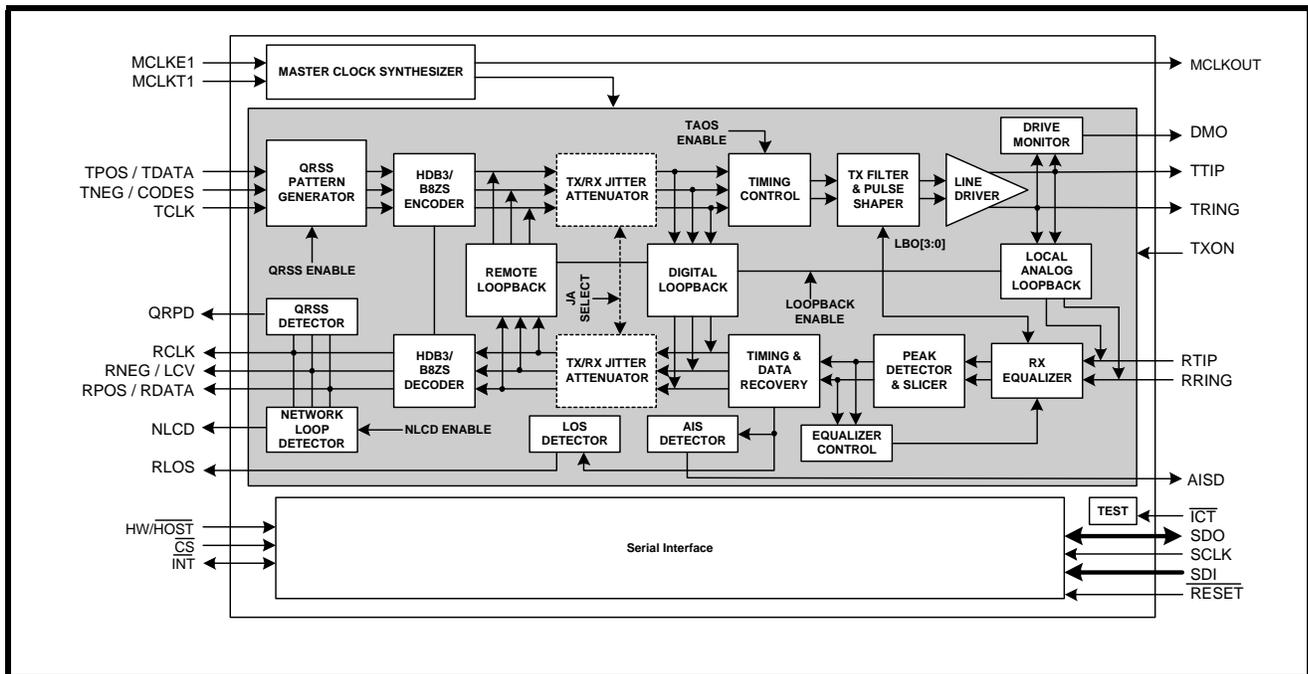 MCLKE1
MCLKT1
MASTER CLOCK SYNTHESIZER
MCLKOUT
TAOS
ENABLE
DRIVE
MONITOR
DMO
TPOS / TDATA
TNEG / CODES
TCLK
QRSS
PATTERN
GENERATOR
HDB3/
B8ZS
ENCODER
TX/RX JITTER
ATTENUATOR
TIMING
CONTROL
TX FILTER
& PULSE
SHAPER
LINE
DRIVER
TTIP
TRING
TXON
LBO[3:0]
QRSS ENABLE
REMOTE
LOOPBACK
JA
SELECT
DIGITAL
LOOPBACK
LOOPBACK
ENABLE
LOCAL
ANALOG
LOOPBACK
QRPD
QRSS
DETECTOR
RCLK
RNEG / LCV
RPOS / RDATA
HDB3/
B8ZS
DECODER
TX/RX JITTER
ATTENUATOR
TIMING &
DATA
RECOVERY
PEAK
DETECTOR
& SLICER
RX
EQUALIZER
RTIP
RRING
NLCD
NETWORK
LOOP
DETECTOR
NLCD ENABLE
LOS
DETECTOR
AIS
DETECTOR
EQUALIZER
CONTROL
RLOS
AISD
HW/HOST
CS
INT
Serial Interface
TEST
ICT
SDO
SCLK
SDI
RESET